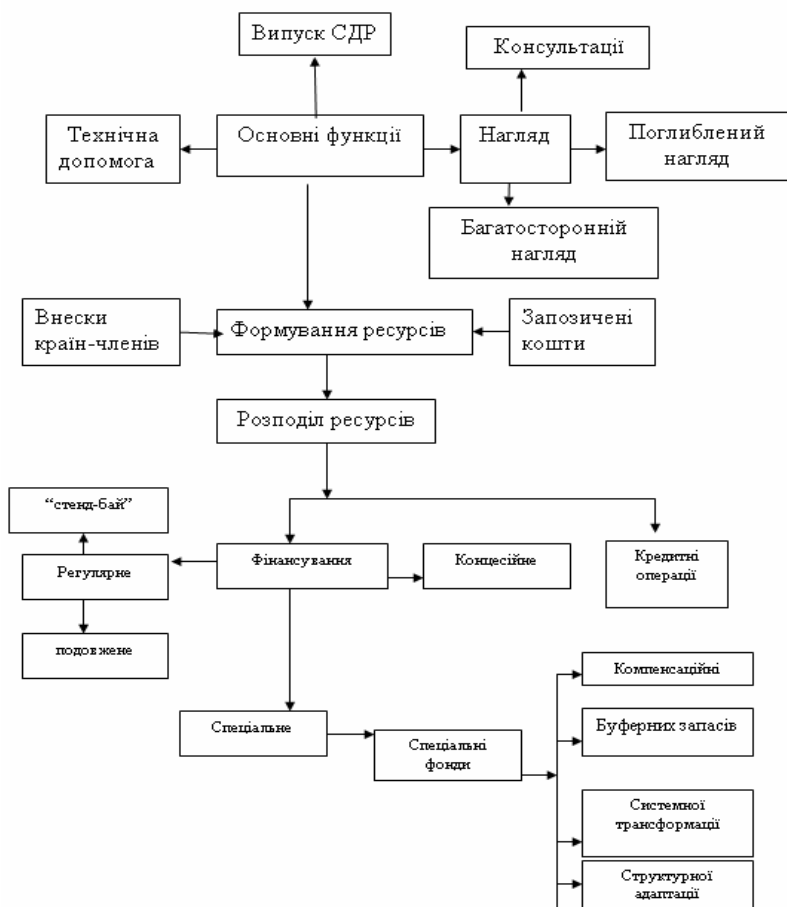 Випуск СДР
Консультації
Технічна
допомога
Основні функції
Нагляд
Поглиблений
нагляд
Багатосторонній
нагляд
Внески
країн-членів
Формування ресурсів
Запозичені
кошти
Розподіл ресурсів
“стенд-бай”
Регулярне
Фінансування
Концесійне
Кредитні
операції
подовжене
Компенсаційні
Спеціальне
Спеціальні
фонди
Буферних запасів
Системної
трансформації
Структурної
адаптації